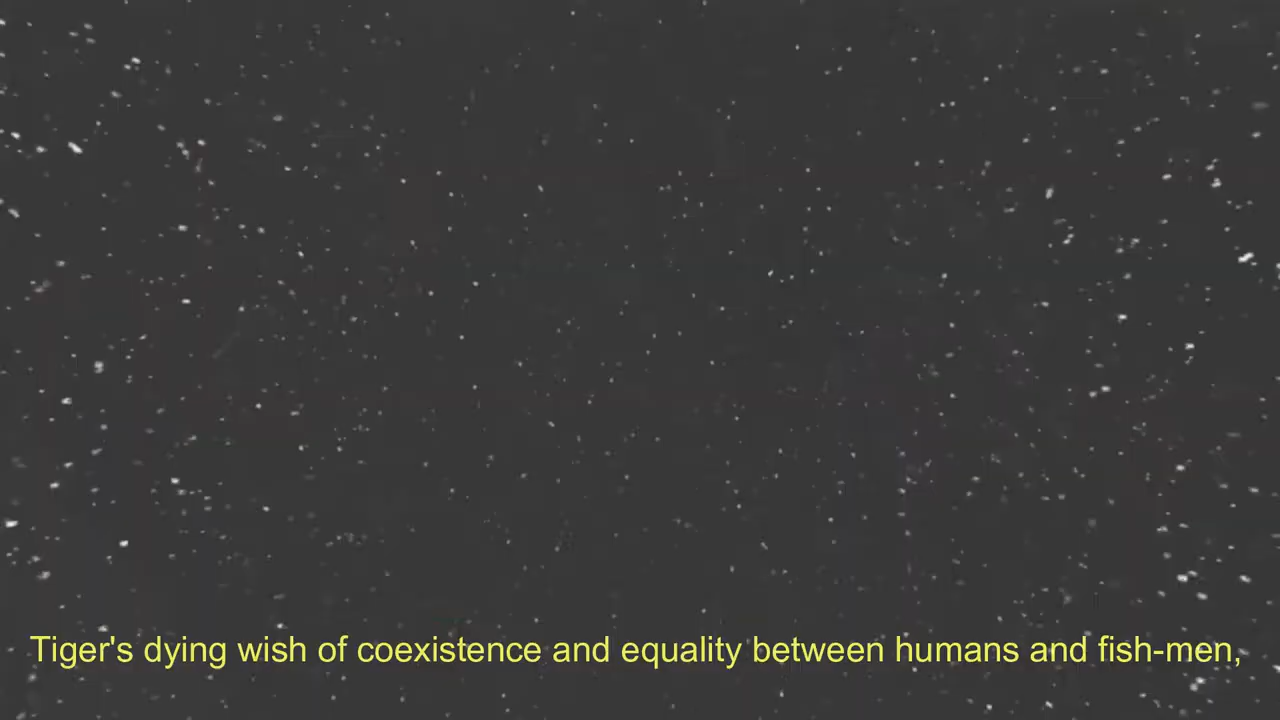 Tiger's dying wish of coexistence and equality between humans and fish-men,